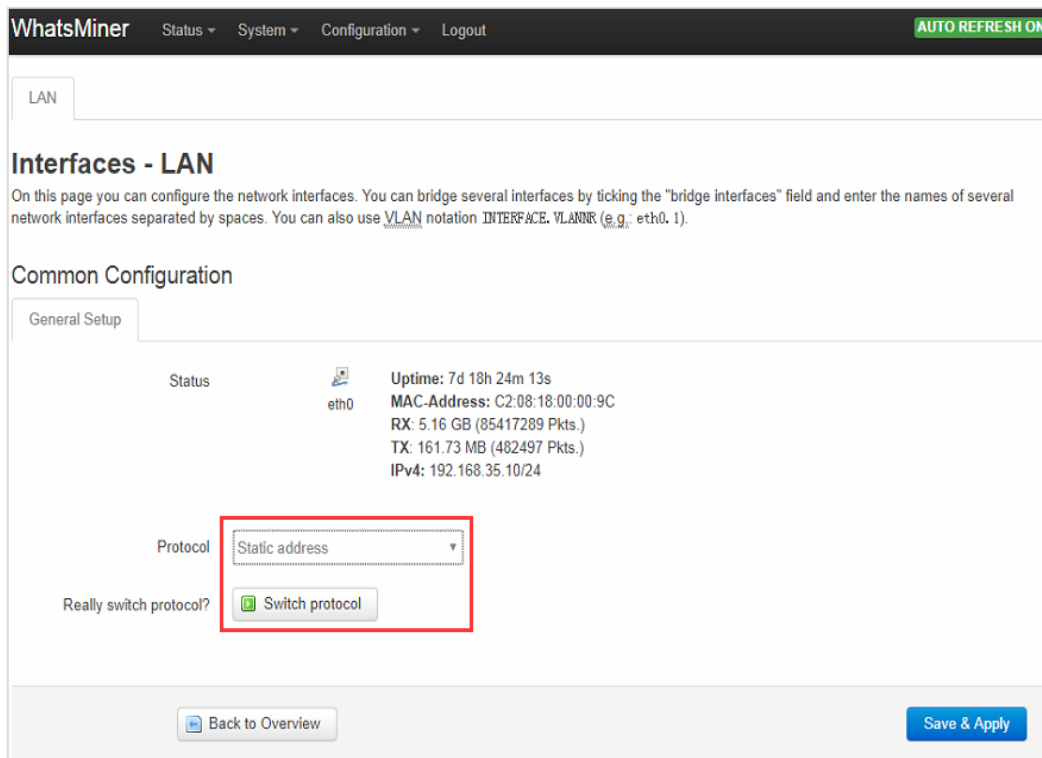 WhatsMiner Status System Configuration Logout AUTO REFRESH ON
LAN
Interfaces - LAN
On this page you can configure the network interfaces. You can bridge several interfaces by ticking the "bridge interfaces" field and enter the names of several
network interfaces separated by spaces. You can also use VLAN notation INTERFACE.VLANNR (e.g.: eth0.1).
Common Configuration
General Setup
Status
eth0
Uptime: 7d 18h 24m 13s
MAC-Address: C2:08:18:00:00:9C
RX: 5.16 GB (85417289 Pkts.)
TX: 161.73 MB (482497 Pkts.)
IPv4: 192.168.35.10/24
Protocol Static address
Really switch protocol? Switch protocol
Back to Overview Save & Apply